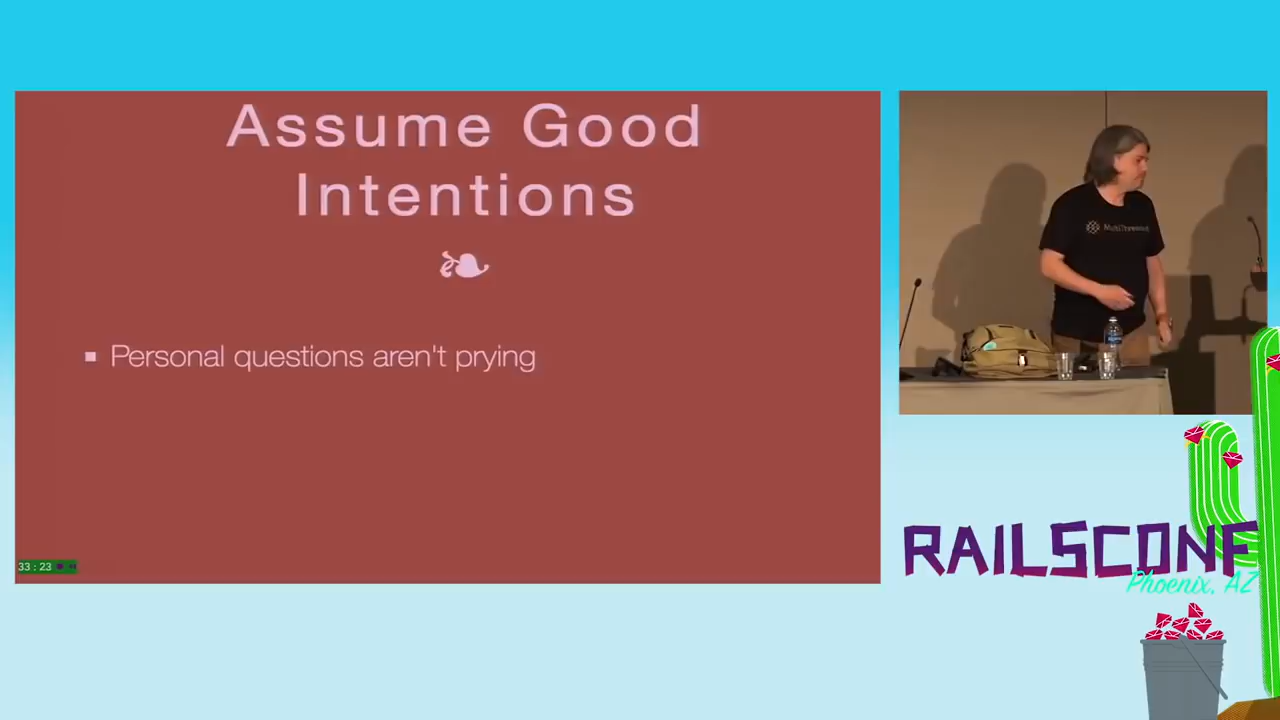 Assume Good
Intentions
Personal questions aren't prying
33:23
RAILSCONF
Phoenix, AZ